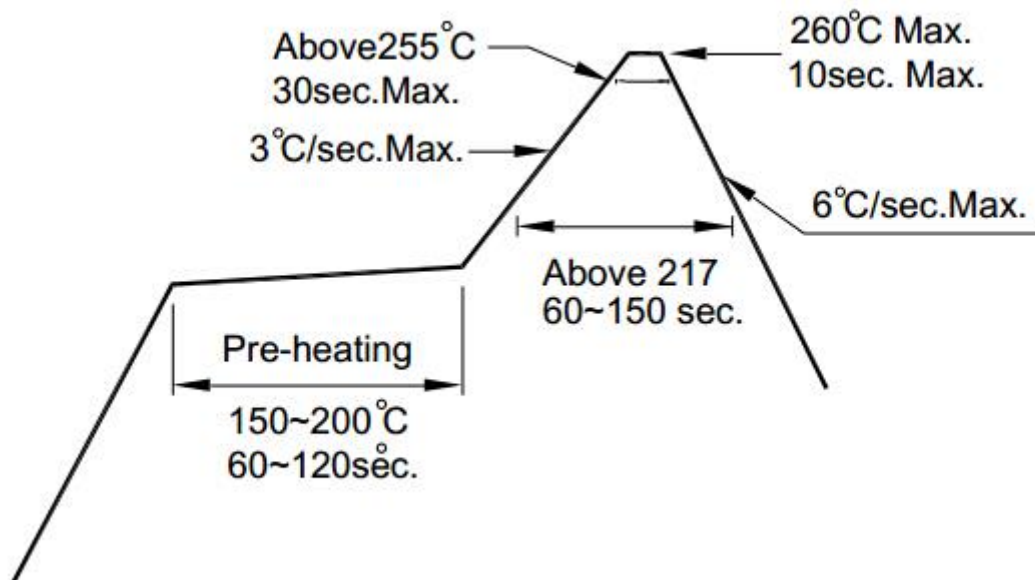 Above255°C
30sec.Max.
260°C Max.
10sec. Max.
3°C/sec.Max.
6°C/sec.Max.
Above 217
60~150 sec.
Pre-heating
150~200°C
60~120sec.